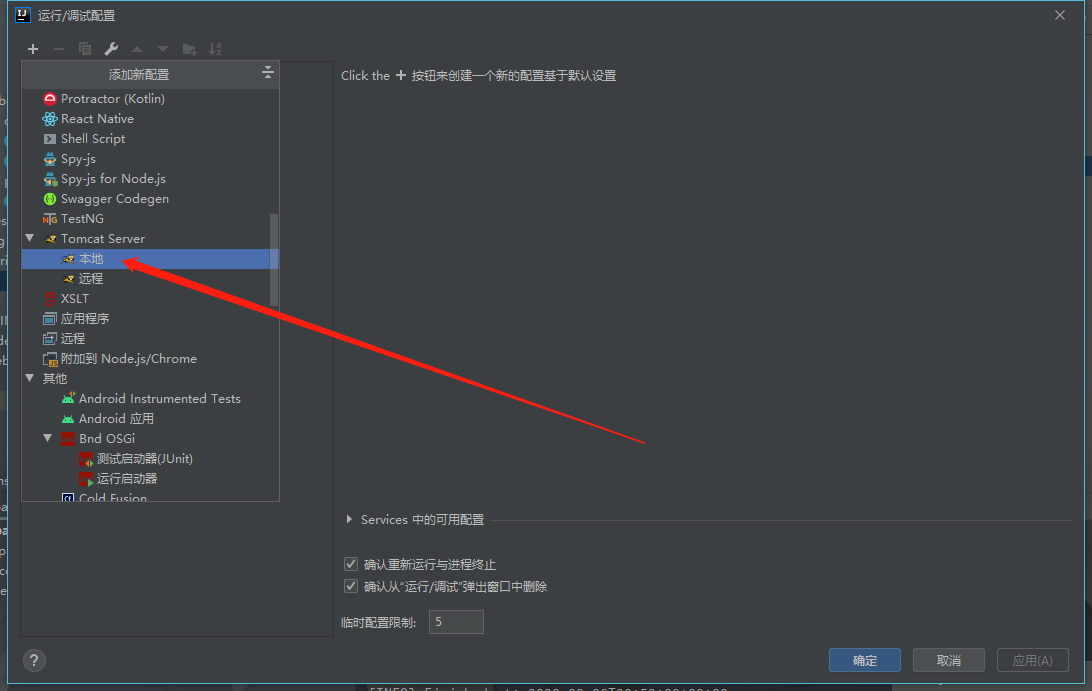 运行/调试配置
添加新配置
Click the + 按钮来创建一个新的配置基于默认设置
Protractor (Kotlin)
React Native
Shell Script
Spy-js
Spy-js for Node.js
Swagger Codegen
TestNG
Tomcat Server
本地
远程
XSLT
应用程序
远程
附加到 Node.js/Chrome
其他
Android Instrumented Tests
Android 应用
Bnd OSGi
测试启动器(JUnit)
运行启动器
Cold Fusion
Services 中的可用配置
确认重新运行与进程终止
确认从“运行/调试”弹出窗口中删除
临时配置限制: 5
?
确定
取消
应用(A)